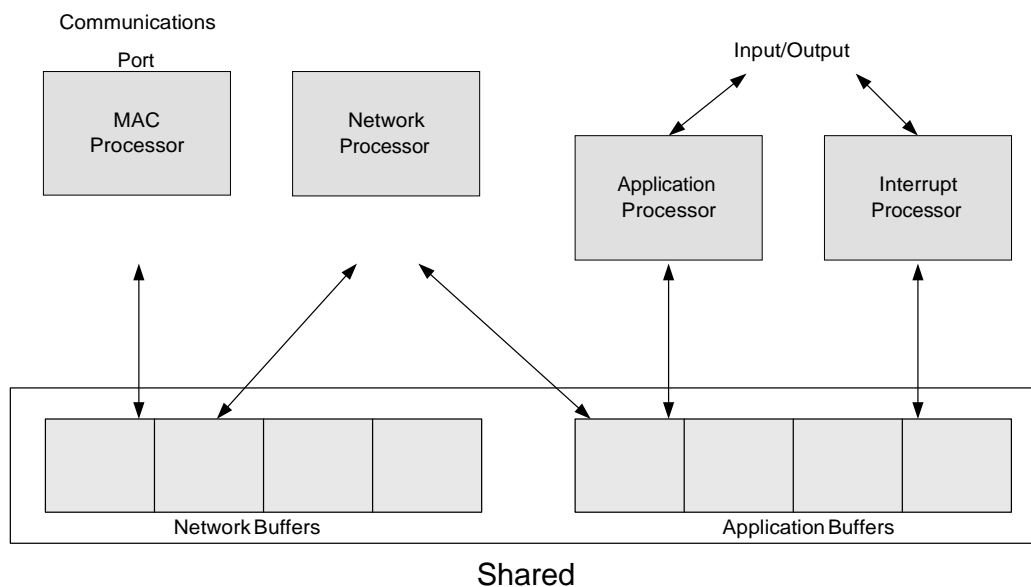 Communications
Port
Input/Output
MAC
Processor
Network
Processor
Application
Processor
Interrupt
Processor
Network Buffers
Application Buffers
Shared